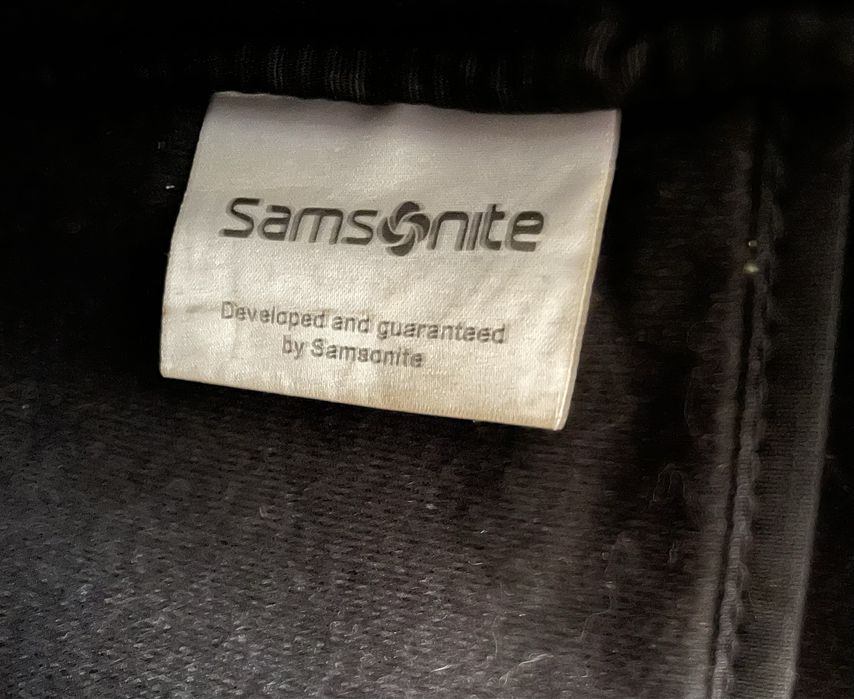 Samsonite
Developed and guaranteed
by Samsonite